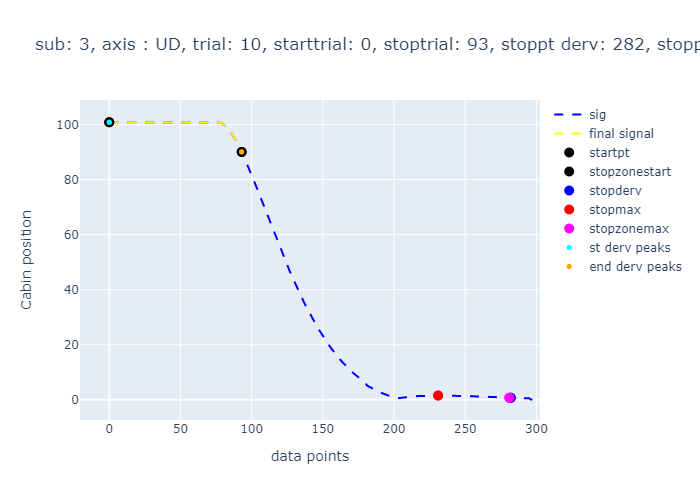 sub: 3, axis : UD, trial: 10, starttrial: 0, stoptrial: 93, stoppt derv: 282, stopp
sig
final signal
startpt
stopzonestart
stopderv
stopmax
stopzonemax
st derv peaks
end derv peaks
100
80
60
40
20
0
Cabin position
0 50 100 150 200 250 300
data points